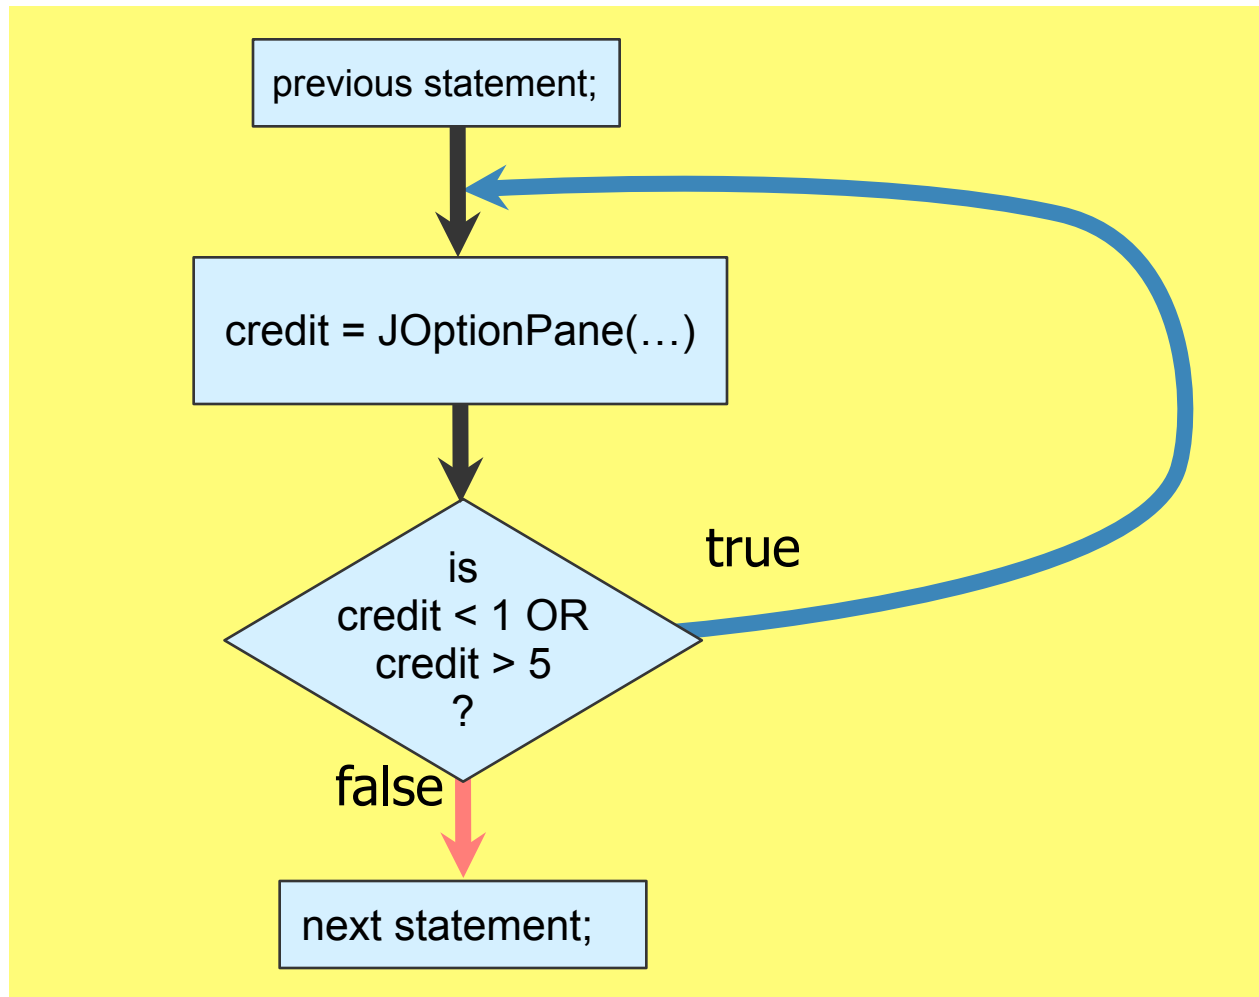 previous statement;
credit = JOptionPane(…)
is
credit < 1 OR
credit > 5
?
true
false
next statement;